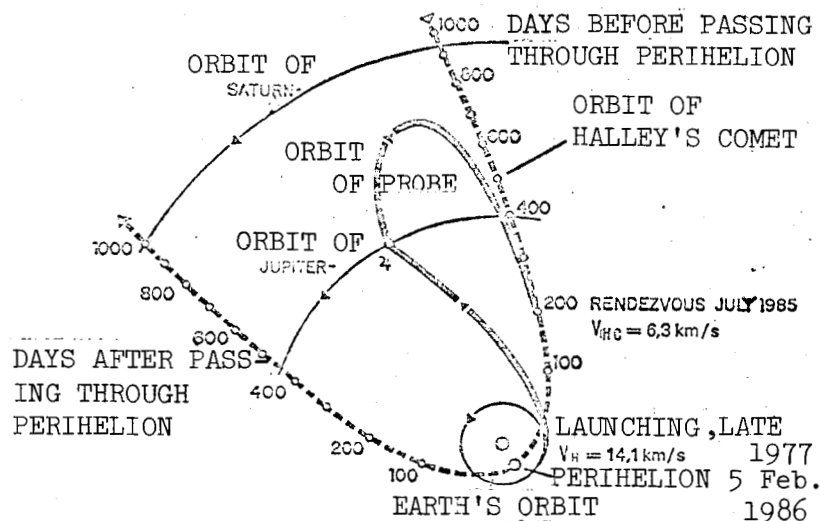 1000
DAYS BEFORE PASSING
THROUGH PERIHELION
800
ORBIT OF
SATURN-
ORBIT OF
HALLEY'S COMET
600
ORBIT
OF PROBE
400
1000
ORBIT OF
JUPITER-
4
800
200
RENDEZVOUS JULY 1985
VIHC = 6,3 km/s
600
DAYS AFTER PASS
ING THROUGH
PERIHELION
400
100
LAUNCHING, LATE
1977
VH = 14,1 km/s
200
100
PERIHELION 5 Feb.
1986
EARTH'S ORBIT